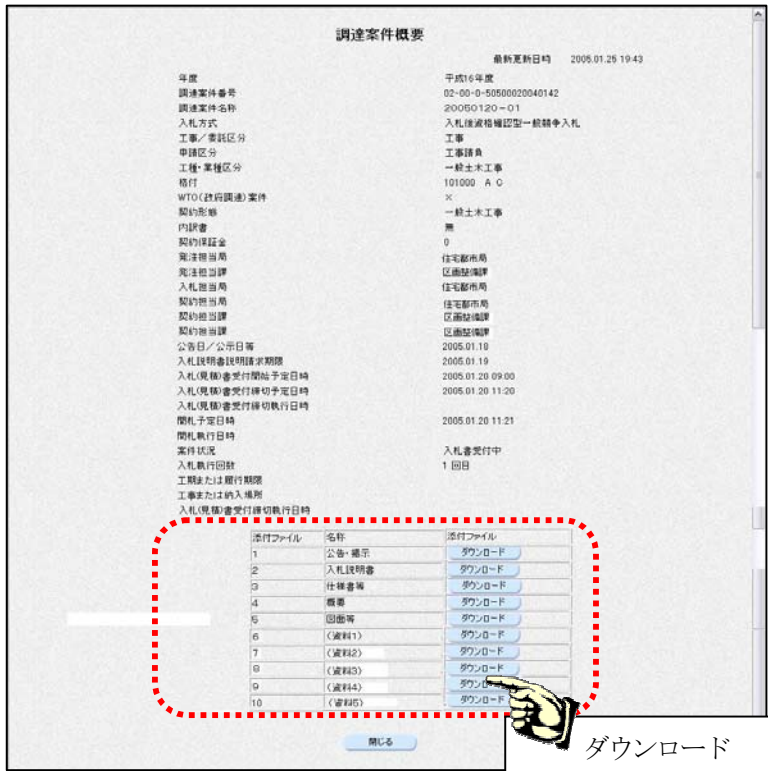 調達案件概要
最新更新日時 2005.01.25 19:43
年度 平成16年度
調達案件番号 02-00-0-50500020040142
調達案件名称 20050120-01
入札方式 入札後資格確認型一般競争入札
工事/委託区分 工事
申請区分 工事請負
工種・業種区分 一般土木工事
格付 101000 A C
WTO(政府調達)案件 ×
契約形態 一般土木工事
内訳書 無
契約保証金 0
発注担当局 住宅都市局
発注担当課 区画整備課
入札担当局 住宅都市局
契約担当局 住宅都市局
契約担当課 区画整備課
契約担当課 区画整備課
公告日/公示日等 2005.01.18
入札説明書説明請求期限 2005.01.19
入札(見積)書受付開始予定日時 2005.01.20 09:00
入札(見積)書受付締切予定日時 2005.01.20 11:20
入札(見積)書受付締切執行日時
開札予定日時 2005.01.20 11:21
開札執行日時
案件状況 入札書受付中
入札執行回数 1 回目
工期または履行期限
工事または納入場所
入札(見積)書受付締切執行日時
添付ファイル 名称 添付ファイル
1 公告・掲示 ダウンロード
2 入札説明書 ダウンロード
3 仕様書等 ダウンロード
4 概要 ダウンロード
5 図面等 ダウンロード
6 (資料1) ダウンロード
7 (資料2) ダウンロード
8 (資料3) ダウンロード
9 (資料4) ダウンロ
10 (資料5) ダウンロード
閉じる
ダウンロード